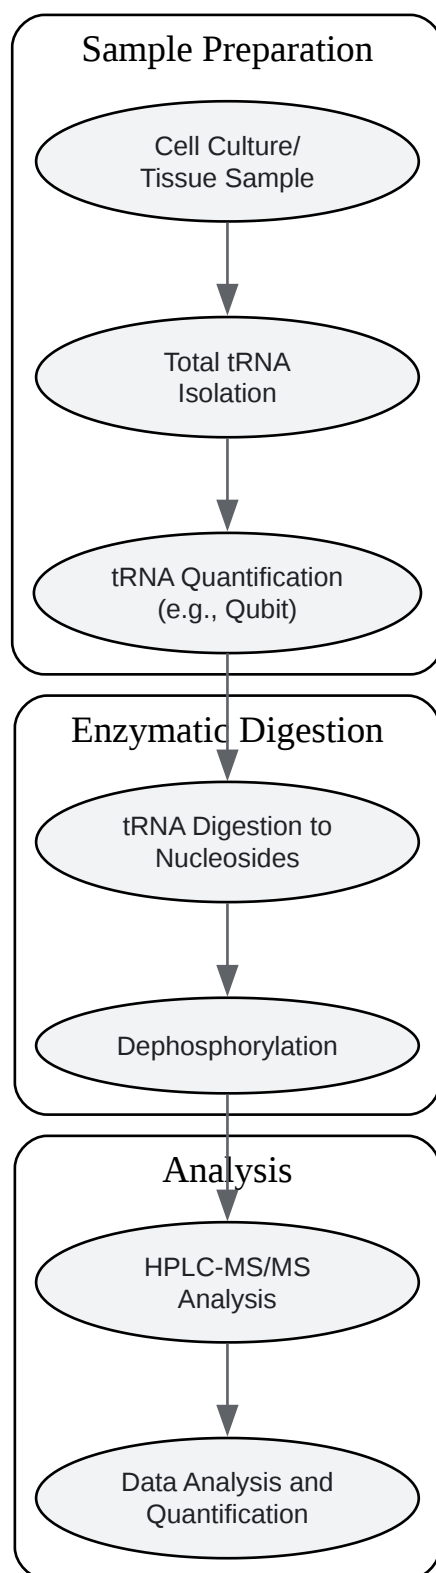 Sample Preparation
Cell Culture/
Tissue Sample
Total tRNA
Isolation
tRNA Quantification
(e.g., Qubit)
Enzymatic Digestion
tRNA Digestion to
Nucleosides
Dephosphorylation
Analysis
HPLC-MS/MS
Analysis
Data Analysis and
Quantification